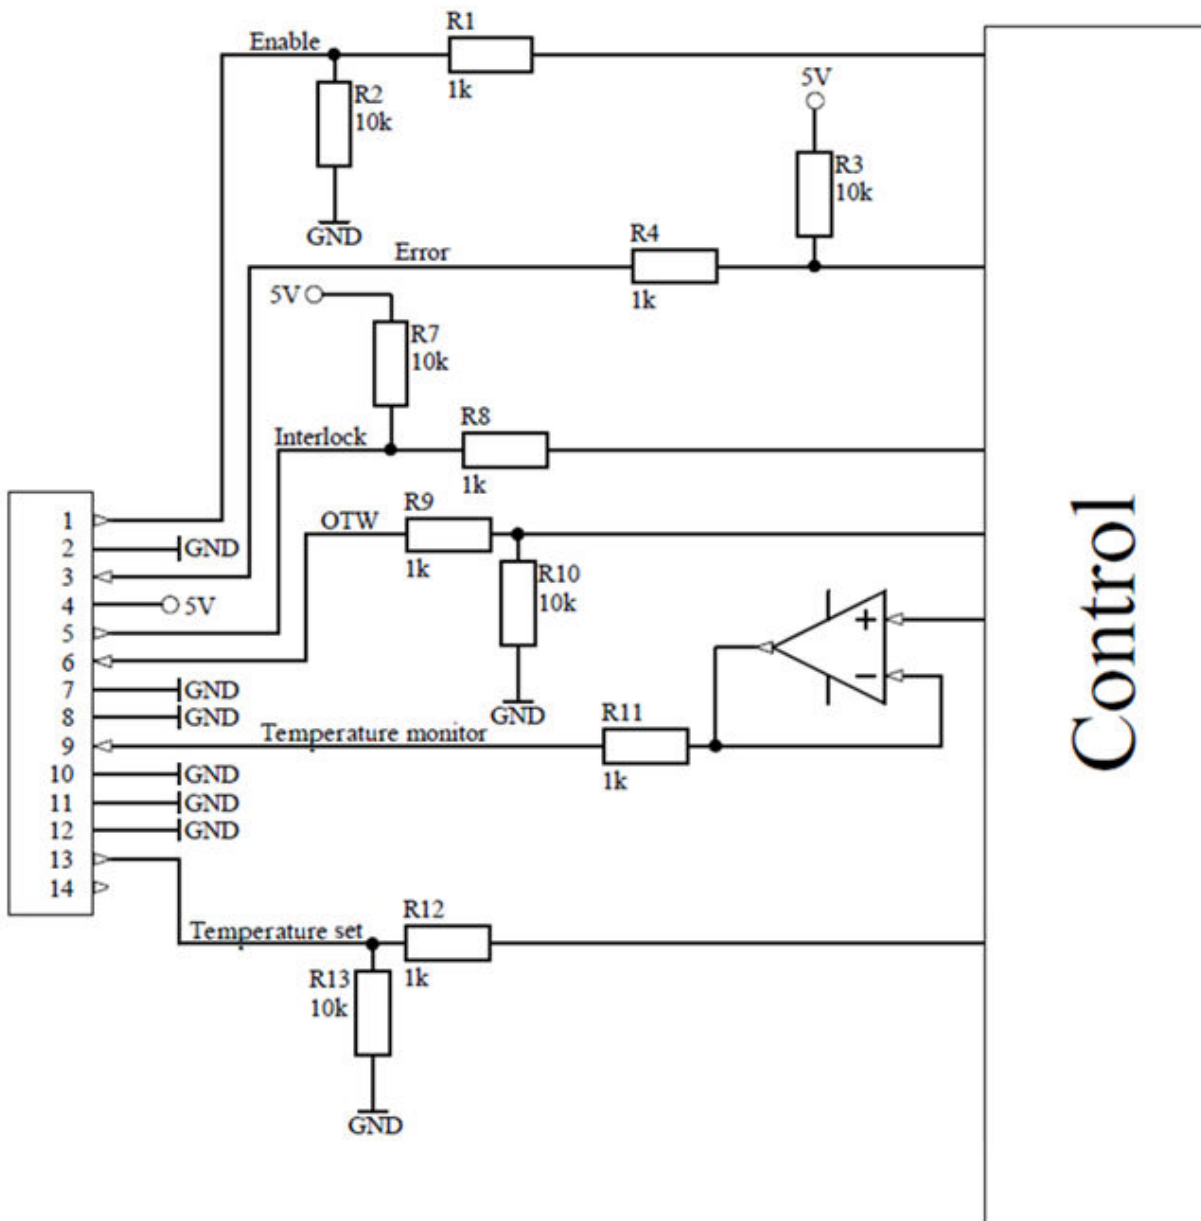 R1
Enable
1k
5V
R2
10k
R3
10k
GND
R4
Error
1k
5V
R7
10k
R8
Interlock
1k
R9
OTW
1k
R10
10k
GND
1
2 GND
3
4 5V
5
6
7 GND
8 GND
9
10 GND
11 GND
12 GND
13
14
+
−
R11
Temperature monitor
1k
R12
Temperature set
1k
R13
10k
GND
Control